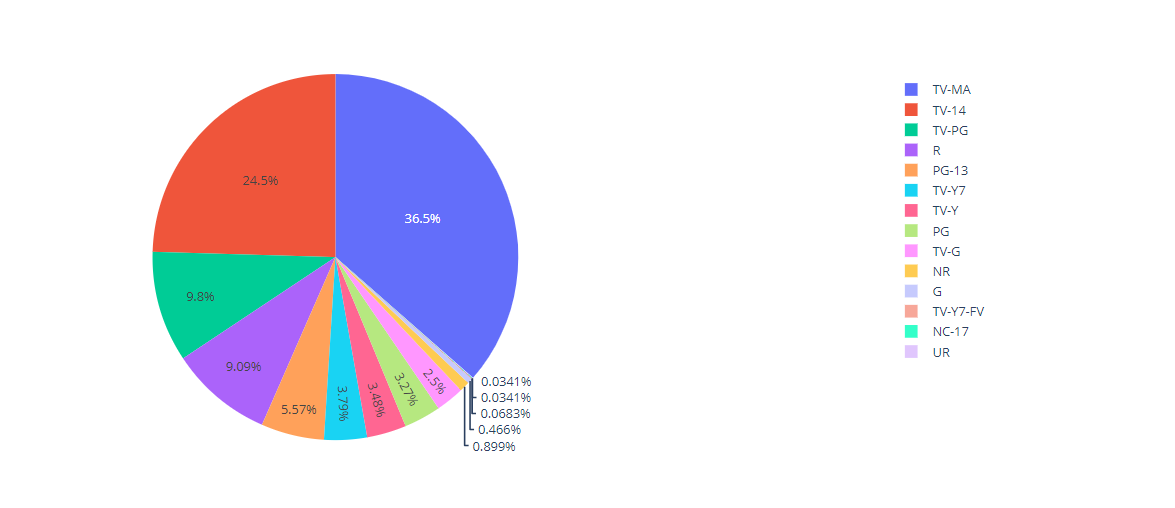 24.5%
36.5%
9.8%
9.09%
5.57%
3.79%
3.48%
3.27%
2.5%
0.0341%
0.0341%
0.0683%
0.466%
0.899%
TV-MA
TV-14
TV-PG
R
PG-13
TV-Y7
TV-Y
PG
TV-G
NR
G
TV-Y7-FV
NC-17
UR